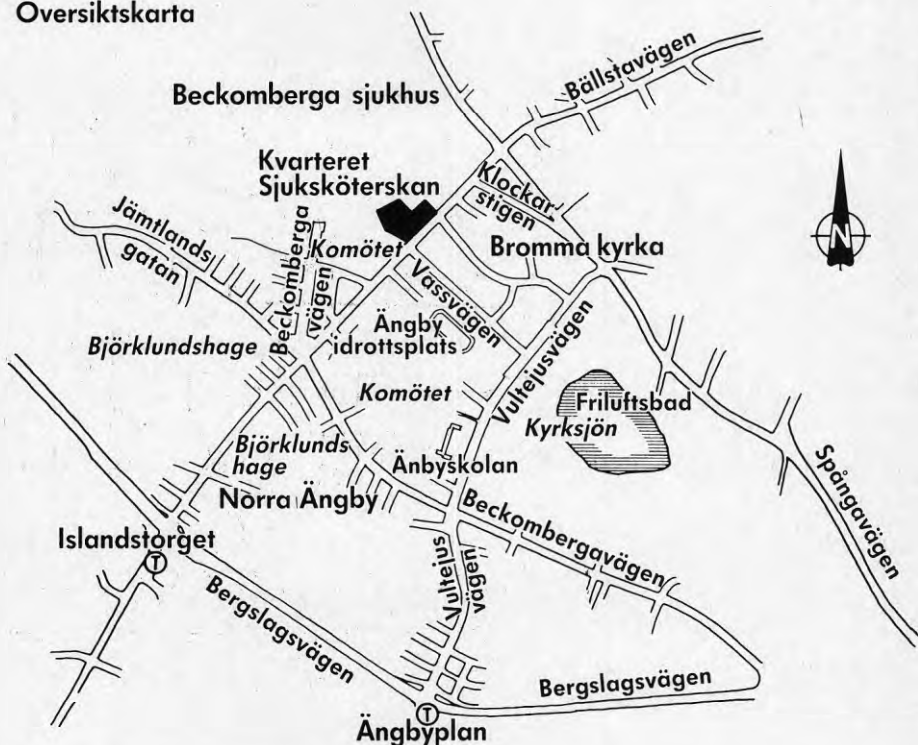 Oversiktskarta
Bällstavägen
Beckomberga sjukhus
Kvarteret
Sjuksköterskan
Klockar
stigen
Jämtlands
gatan
Beckomberga
vägen
Komötet
Bromma kyrka
N
Vassvägen
Ängby
idrottsplats
Björklundshage
Vultejusvägen
Komötet
Friluftsbad
Kyrksjön
Björklunds
hage
Änbyskolan
Norra Ängby
Spångavägen
Beckombergavägen
Islandstorget
T
Vultejus
vägen
Bergslagsvägen
Bergslagsvägen
T
Ängbyplan